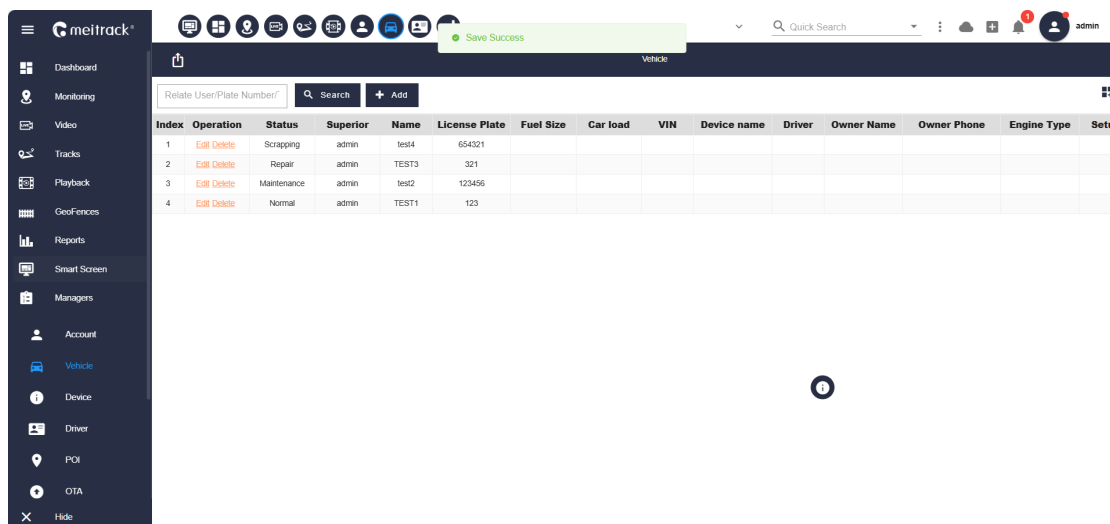 meitrack®
Save Success
Quick Search
1
admin
Dashboard
Vehicle
Monitoring
Relate User/Plate Number/
Search
Add
Video
Index Operation Status Superior Name License Plate Fuel Size Car load VIN Device name Driver Owner Name Owner Phone Engine Type
1 Edit Delete Scrapping admin test4 654321
Tracks
2 Edit Delete Repair admin TEST3 321
Playback
3 Edit Delete Maintenance admin test2 123456
GeoFences
4 Edit Delete Normal admin TEST1 123
Reports
Smart Screen
Managers
Account
Vehicle
Device
Driver
POI
OTA
Hide